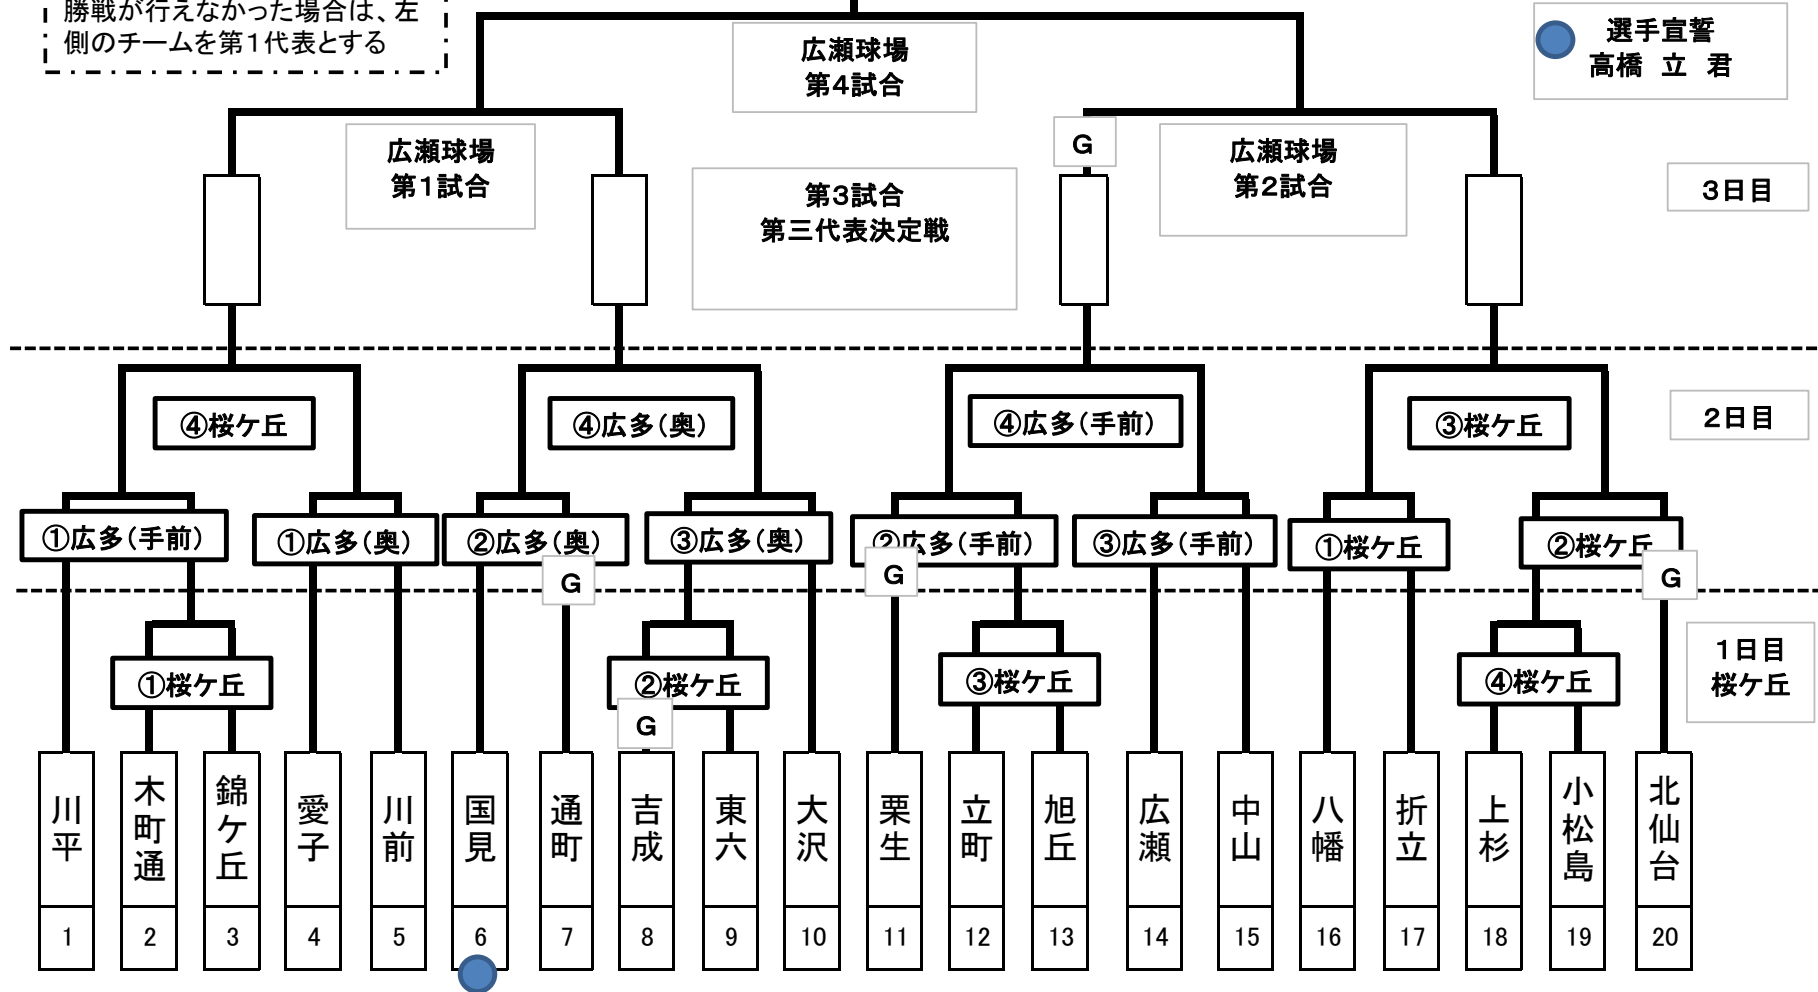 勝戦が行えなかった場合は、左
側のチームを第１代表とする
選手宣誓
高橋　立　君
広瀬球場
第4試合
広瀬球場
第1試合
G
広瀬球場
第2試合
第3試合
第三代表決定戦
3日目
④桜ケ丘
④広多(奥)
④広多(手前)
③桜ケ丘
2日目
①広多(手前)
①広多(奥)
②広多(奥)
③広多(奥)
②広多(手前)
③広多(手前)
①桜ケ丘
②桜ケ丘
G
G
G
1日目
桜ケ丘
①桜ケ丘
②桜ケ丘
③桜ケ丘
④桜ケ丘
G
川平
木町通
錦ケ丘
愛子
川前
国見
通町
吉成
東六
大沢
栗生
立町
旭丘
広瀬
中山
八幡
折立
上杉
小松島
北仙台
1
2
3
4
5
6
7
8
9
10
11
12
13
14
15
16
17
18
19
20